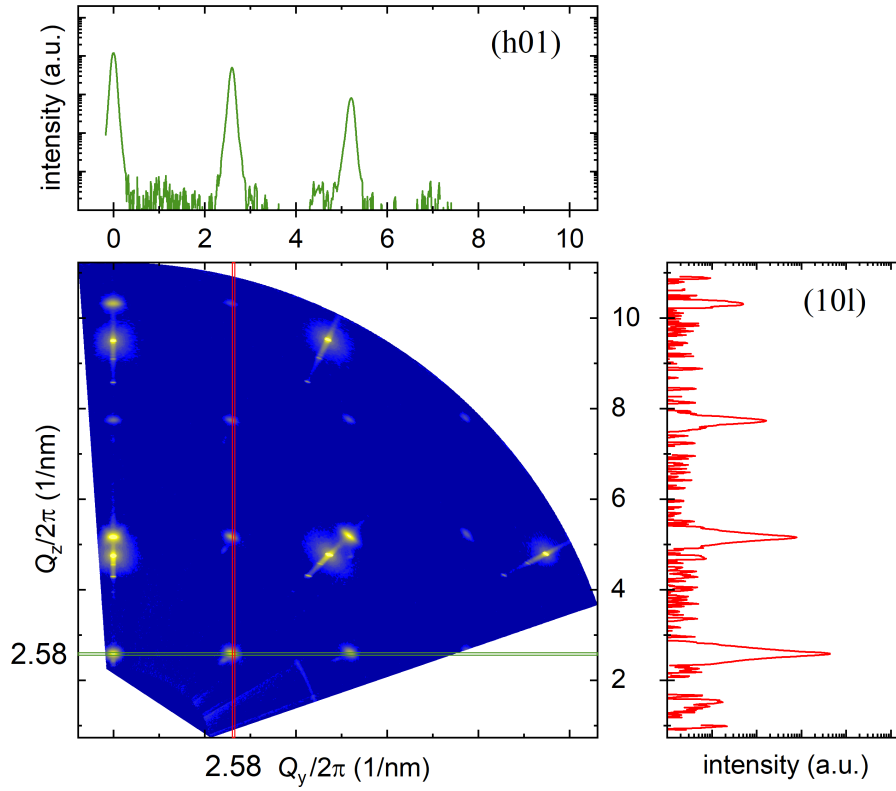 intensity (a.u.)
(h01)
0 2 4 6 8 10
Q_z/2π (1/nm)
2.58
10
8
6
4
2
(10l)
2.58 Q_y/2π (1/nm)
intensity (a.u.)